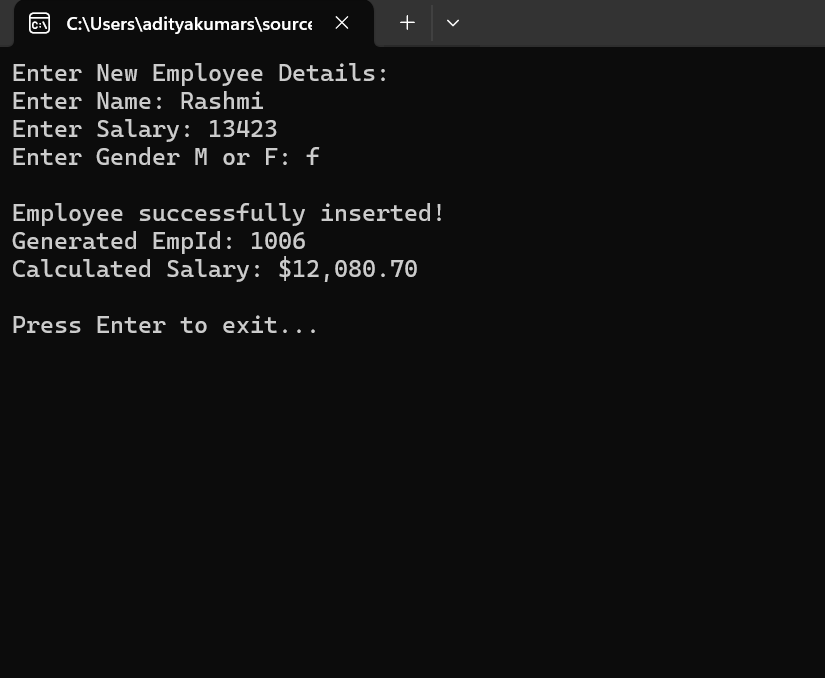 C:\Users\adityakumars\source
Enter New Employee Details:
Enter Name: Rashmi
Enter Salary: 13423
Enter Gender M or F: f
Employee successfully inserted!
Generated EmpId: 1006
Calculated Salary: $12,080.70
Press Enter to exit...